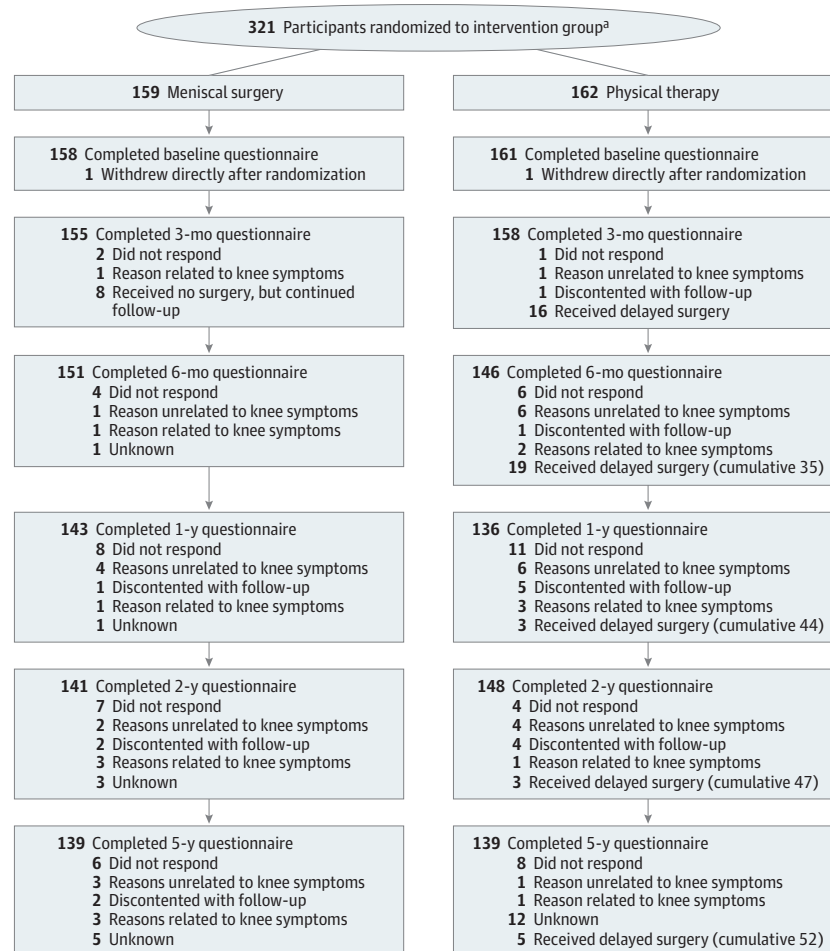 321 Participants randomized to intervention groupᵃ
159 Meniscal surgery
158 Completed baseline questionnaire
1 Withdrew directly after randomization
155 Completed 3-mo questionnaire
2 Did not respond
1 Reason related to knee symptoms
8 Received no surgery, but continued
follow-up
151 Completed 6-mo questionnaire
4 Did not respond
1 Reason unrelated to knee symptoms
1 Reason related to knee symptoms
1 Unknown
143 Completed 1-y questionnaire
8 Did not respond
4 Reasons unrelated to knee symptoms
1 Discontented with follow-up
1 Reason related to knee symptoms
1 Unknown
141 Completed 2-y questionnaire
7 Did not respond
2 Reasons unrelated to knee symptoms
2 Discontented with follow-up
3 Reasons related to knee symptoms
3 Unknown
139 Completed 5-y questionnaire
6 Did not respond
3 Reasons unrelated to knee symptoms
2 Discontented with follow-up
3 Reasons related to knee symptoms
5 Unknown
162 Physical therapy
161 Completed baseline questionnaire
1 Withdrew directly after randomization
158 Completed 3-mo questionnaire
1 Did not respond
1 Reason unrelated to knee symptoms
1 Discontented with follow-up
16 Received delayed surgery
146 Completed 6-mo questionnaire
6 Did not respond
6 Reasons unrelated to knee symptoms
1 Discontented with follow-up
2 Reasons related to knee symptoms
19 Received delayed surgery (cumulative 35)
136 Completed 1-y questionnaire
11 Did not respond
6 Reasons unrelated to knee symptoms
5 Discontented with follow-up
3 Reasons related to knee symptoms
3 Received delayed surgery (cumulative 44)
148 Completed 2-y questionnaire
4 Did not respond
4 Reasons unrelated to knee symptoms
4 Discontented with follow-up
1 Reason related to knee symptoms
3 Received delayed surgery (cumulative 47)
139 Completed 5-y questionnaire
8 Did not respond
1 Reason unrelated to knee symptoms
1 Reason related to knee symptoms
12 Unknown
5 Received delayed surgery (cumulative 52)